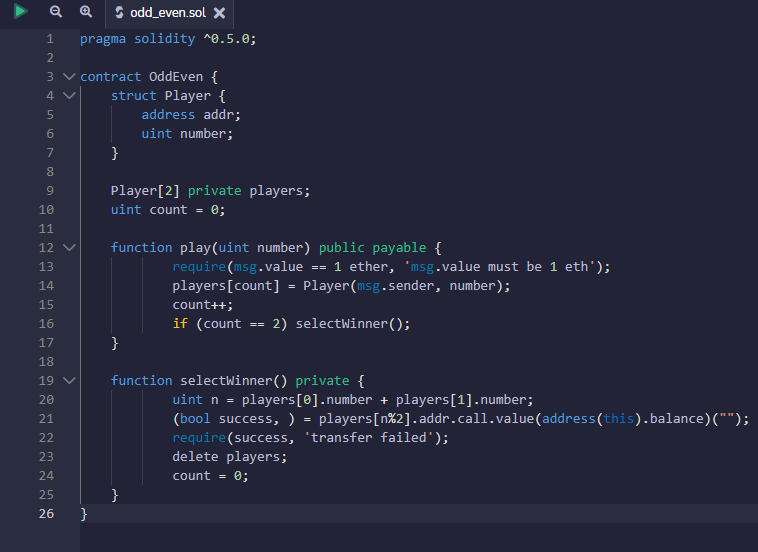 odd_even.sol
1 pragma solidity ^0.5.0;
2
3 contract OddEven {
4     struct Player {
5         address addr;
6         uint number;
7     }
8
9     Player[2] private players;
10     uint count = 0;
11
12     function play(uint number) public payable {
13             require(msg.value == 1 ether, 'msg.value must be 1 eth');
14             players[count] = Player(msg.sender, number);
15             count++;
16             if (count == 2) selectWinner();
17     }
18
19     function selectWinner() private {
20             uint n = players[0].number + players[1].number;
21             (bool success, ) = players[n%2].addr.call.value(address(this).balance)("");
22             require(success, 'transfer failed');
23             delete players;
24             count = 0;
25     }
26 }